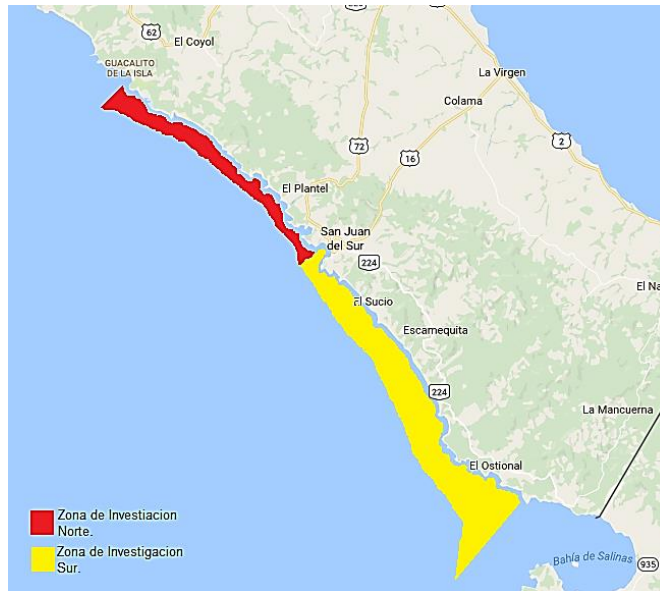 62
El Coyol
GUACALITO
DE LA ISLA
La Virgen
Colama
2
72
16
El Plantel
San Juan
del Sur
224
El Na
El Sucio
Escamequita
224
La Mancuerna
El Ostional
Zona de Investiacion
Norte.
Zona de Investigacion
Sur.
Bahía de Salinas
935